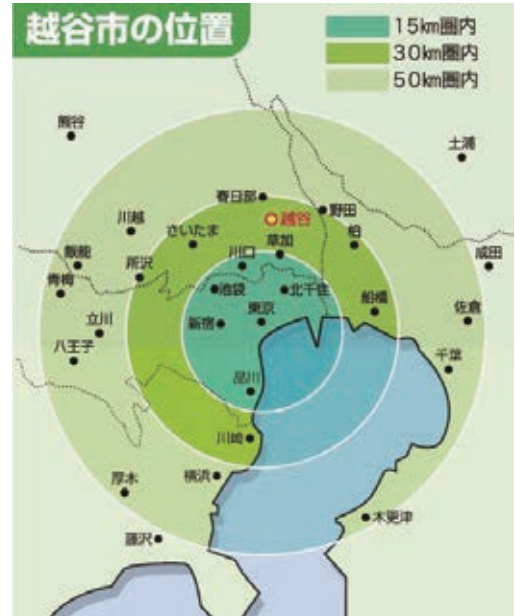 越谷市の位置
15km圏内
30km圏内
50km圏内
熊谷
土浦
春日部
野田
越谷
川越
さいたま
柏
草加
川口
飯能
所沢
成田
青梅
池袋
北千住
船橋
佐倉
立川
新宿
東京
八王子
千葉
品川
川崎
横浜
厚木
木更津
藤沢